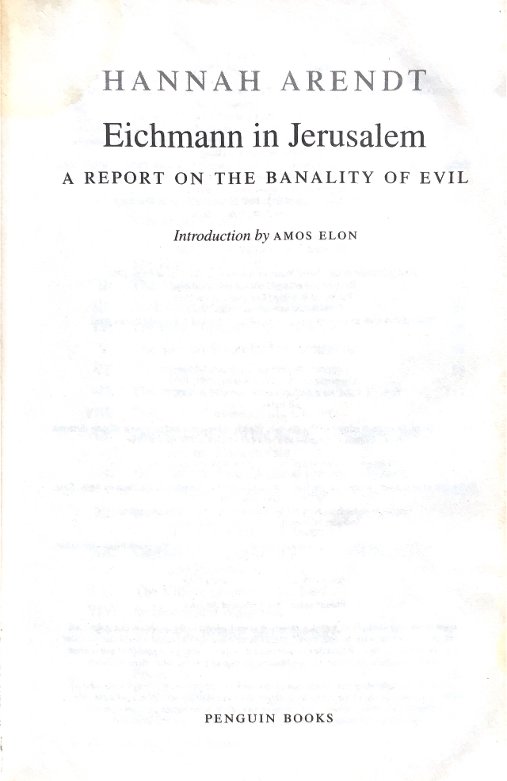 HANNAH ARENDT
Eichmann in Jerusalem
A REPORT ON THE BANALITY OF EVIL
Introduction by AMOS ELON
PENGUIN BOOKS